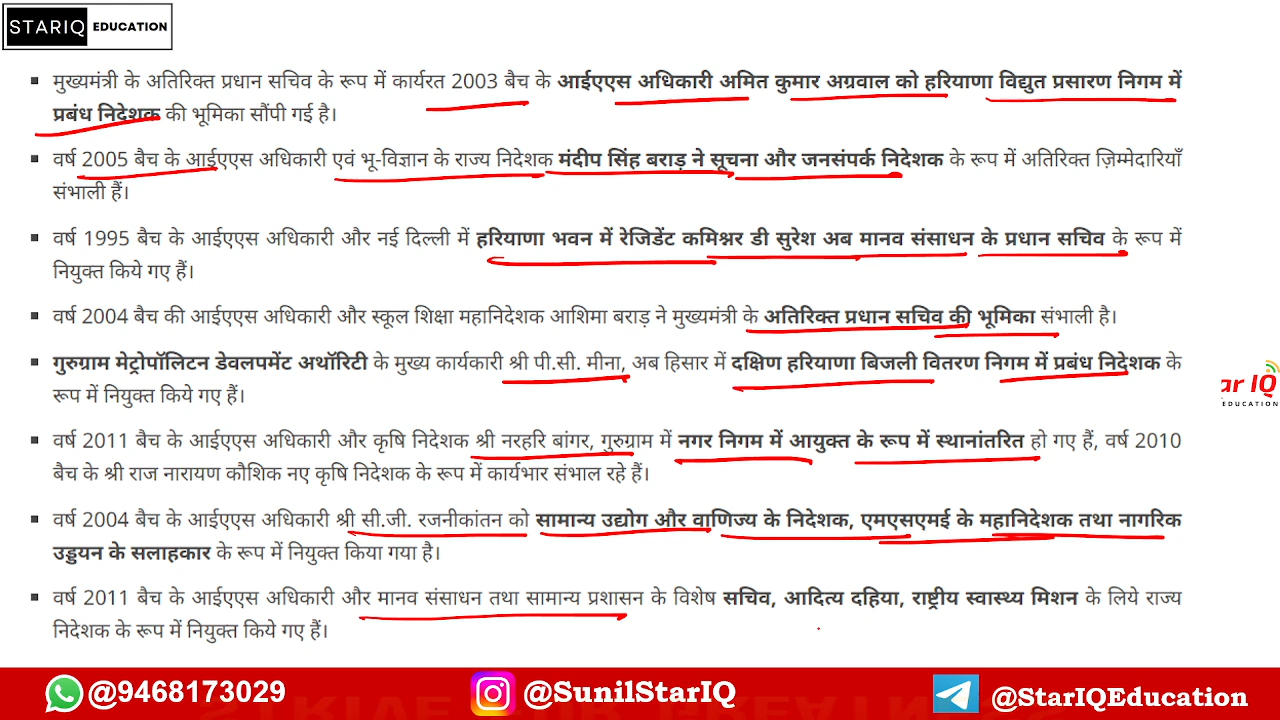 STARIQ EDUCATION
▪ मुख्यमंत्री के अतिरिक्त प्रधान सचिव के रूप में कार्यरत 2003 बैच के आईएएस अधिकारी अमित कुमार अग्रवाल को हरियाणा विद्युत प्रसारण निगम में
प्रबंध निदेशक की भूमिका सौंपी गई है।
▪ वर्ष 2005 बैच के आईएएस अधिकारी एवं भू-विज्ञान के राज्य निदेशक मंदीप सिंह बराड़ ने सूचना और जनसंपर्क निदेशक के रूप में अतिरिक्त ज़िम्मेदारियाँ
संभाली हैं।
▪ वर्ष 1995 बैच के आईएएस अधिकारी और नई दिल्ली में हरियाणा भवन में रेजिडेंट कमिश्नर डी सुरेश अब मानव संसाधन के प्रधान सचिव के रूप में
नियुक्त किये गए हैं।
▪ वर्ष 2004 बैच की आईएएस अधिकारी और स्कूल शिक्षा महानिदेशक आशिमा बराड़ ने मुख्यमंत्री के अतिरिक्त प्रधान सचिव की भूमिका संभाली है।
▪ गुरुग्राम मेट्रोपॉलिटन डेवलपमेंट अथॉरिटी के मुख्य कार्यकारी श्री पी.सी. मीना, अब हिसार में दक्षिण हरियाणा बिजली वितरण निगम में प्रबंध निदेशक के
रूप में नियुक्त किये गए हैं।
ar IQ
EDUCATION
▪ वर्ष 2011 बैच के आईएएस अधिकारी और कृषि निदेशक श्री नरहरि बांगर, गुरुग्राम में नगर निगम में आयुक्त के रूप में स्थानांतरित हो गए हैं, वर्ष 2010
बैच के श्री राज नारायण कौशिक नए कृषि निदेशक के रूप में कार्यभार संभाल रहे हैं।
▪ वर्ष 2004 बैच के आईएएस अधिकारी श्री सी.जी. रजनीकांतन को सामान्य उद्योग और वाणिज्य के निदेशक, एमएसएमई के महानिदेशक तथा नागरिक
उड्डयन के सलाहकार के रूप में नियुक्त किया गया है।
▪ वर्ष 2011 बैच के आईएएस अधिकारी और मानव संसाधन तथा सामान्य प्रशासन के विशेष सचिव, आदित्य दहिया, राष्ट्रीय स्वास्थ्य मिशन के लिये राज्य
निदेशक के रूप में नियुक्त किये गए हैं।
@9468173029 @SunilStarIQ @StarIQEducation